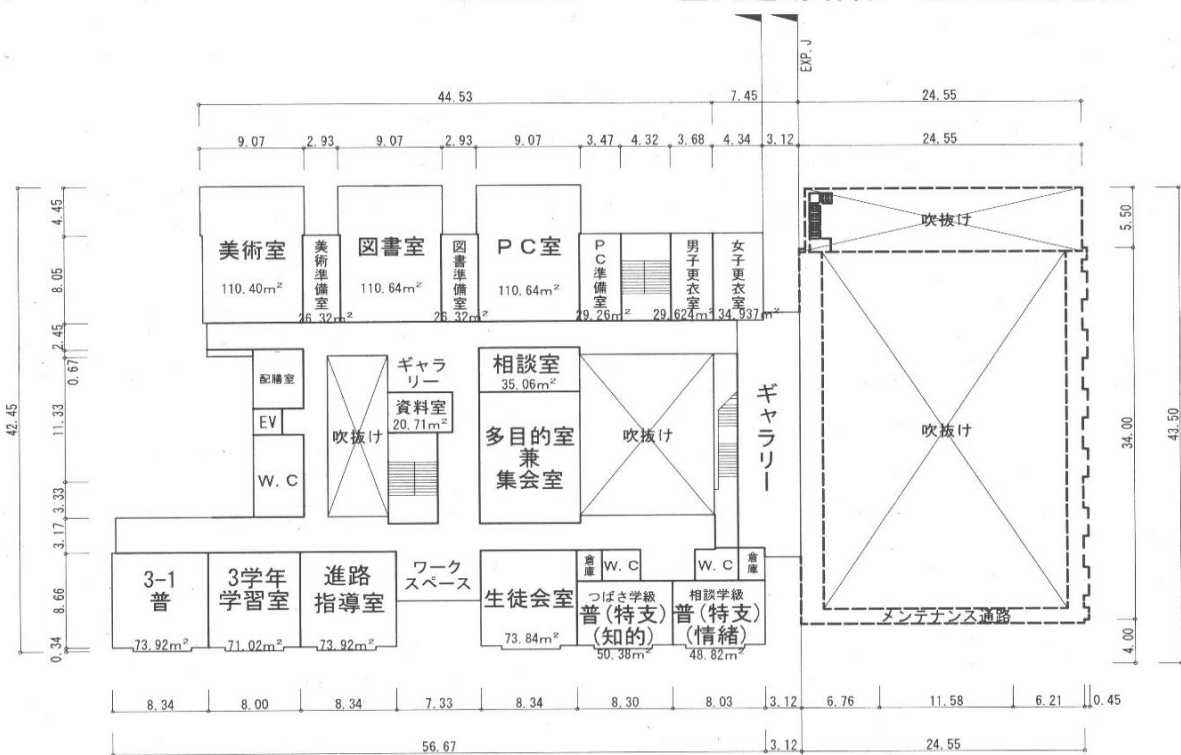 EXP. J
44.53
7.45
24.55
9.07
2.93
9.07
2.93
9.07
3.47
4.32
3.68
4.34
3.12
24.55
42.45
4.45
8.05
2.45
0.67
11.33
3.33
3.17
8.66
0.34
美術室
110.40m²
美術準備室
26.32m²
図書室
110.64m²
図書準備室
26.32m²
PC室
110.64m²
PC準備室
29.26m²
男子更衣室
29.624m²
女子更衣室
34.937m²
吹抜け
5.50
34.00
43.50
4.00
配膳室
EV
W.C
吹抜け
ギャラ
リー
資料室
20.71m²
相談室
35.06m²
多目的室
兼
集会室
吹抜け
ギャラリー
吹抜け
メンテナンス通路
3-1
普
73.92m²
3学年
学習室
71.02m²
進路
指導室
73.92m²
ワーク
スペース
生徒会室
73.84m²
倉庫
W.C
つばさ学級
普(特支)
(知的)
50.38m²
W.C
倉庫
相談学級
普(特支)
(情緒)
48.82m²
8.34
8.00
8.34
7.33
8.34
8.30
8.03
3.12
6.76
11.58
6.21
0.45
56.67
3.12
24.55